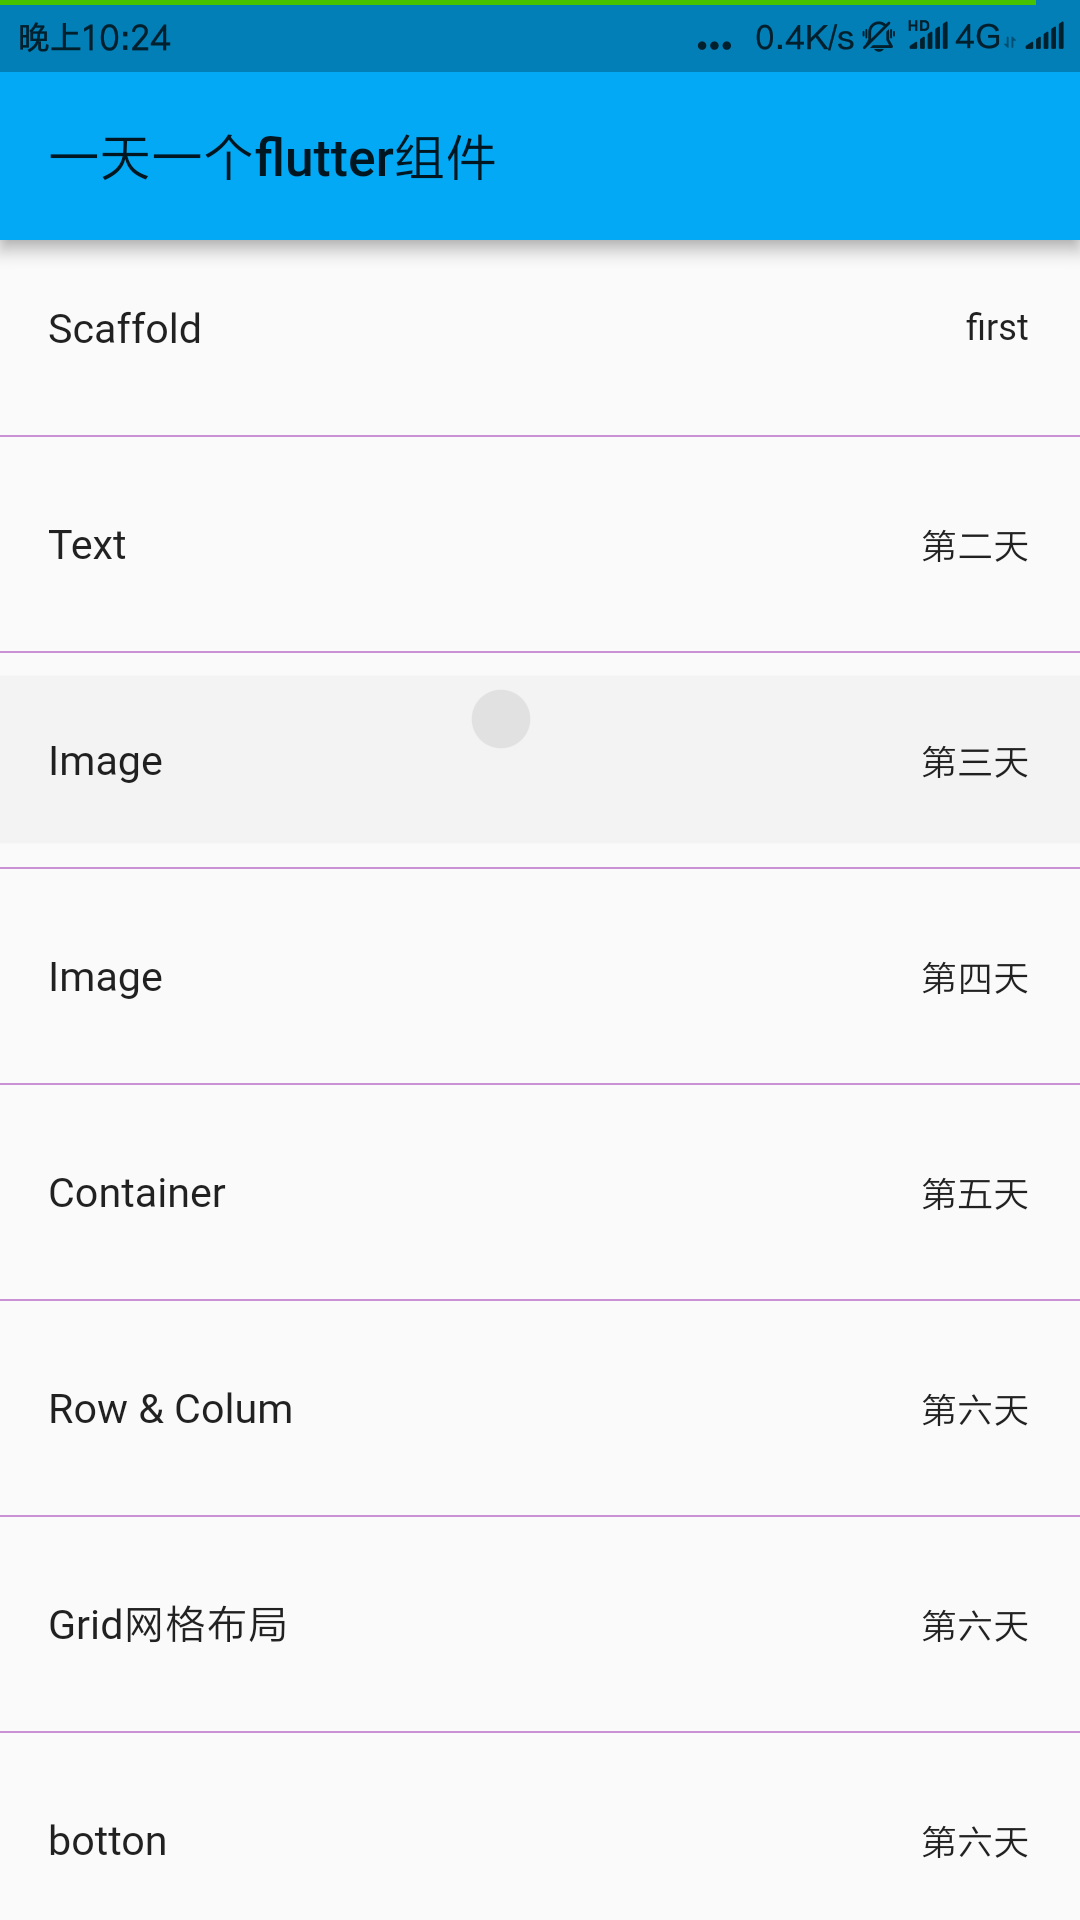 晚上10:24 ... 0.4K/s HD 4G
一天一个flutter组件
Scaffold first
Text 第二天
Image 第三天
Image 第四天
Container 第五天
Row & Colum 第六天
Grid网格布局 第六天
botton 第六天